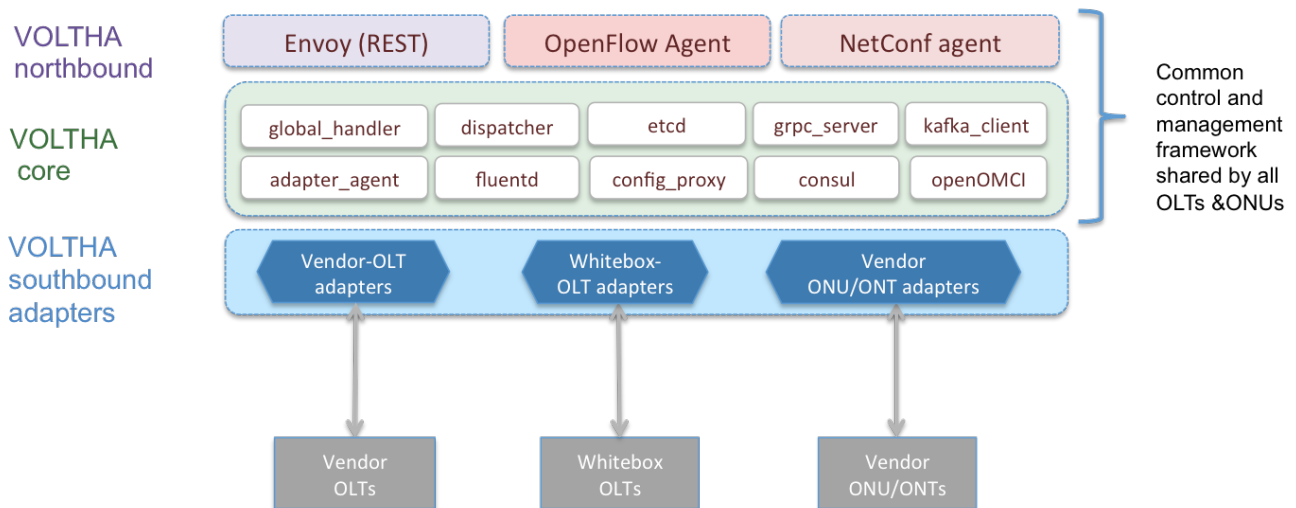 VOLTHA
northbound
Envoy (REST)
OpenFlow Agent
NetConf agent
VOLTHA
core
global_handler
dispatcher
etcd
grpc_server
kafka_client
adapter_agent
fluentd
config_proxy
consul
openOMCI
Common
control and
management
framework
shared by all
OLTs &ONUs
VOLTHA
southbound
adapters
Vendor-OLT
adapters
Whitebox-
OLT adapters
Vendor
ONU/ONT adapters
Vendor
OLTs
Whitebox
OLTs
Vendor
ONU/ONTs